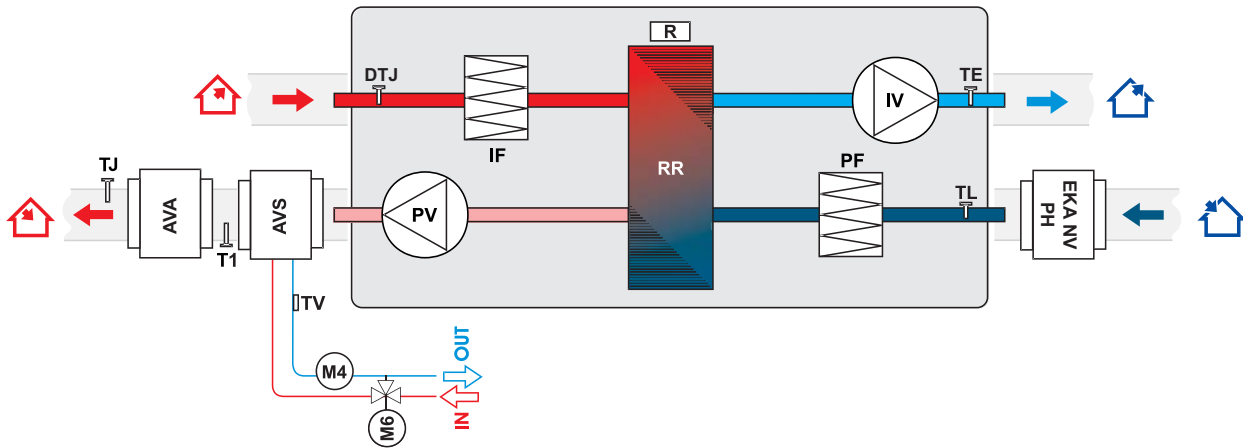 R
DTJ
TE
IV
IF
RR
PF
TL
TJ
AVA
T1
AVS
PV
EKA NV
PH
TV
OUT
M4
IN
M6